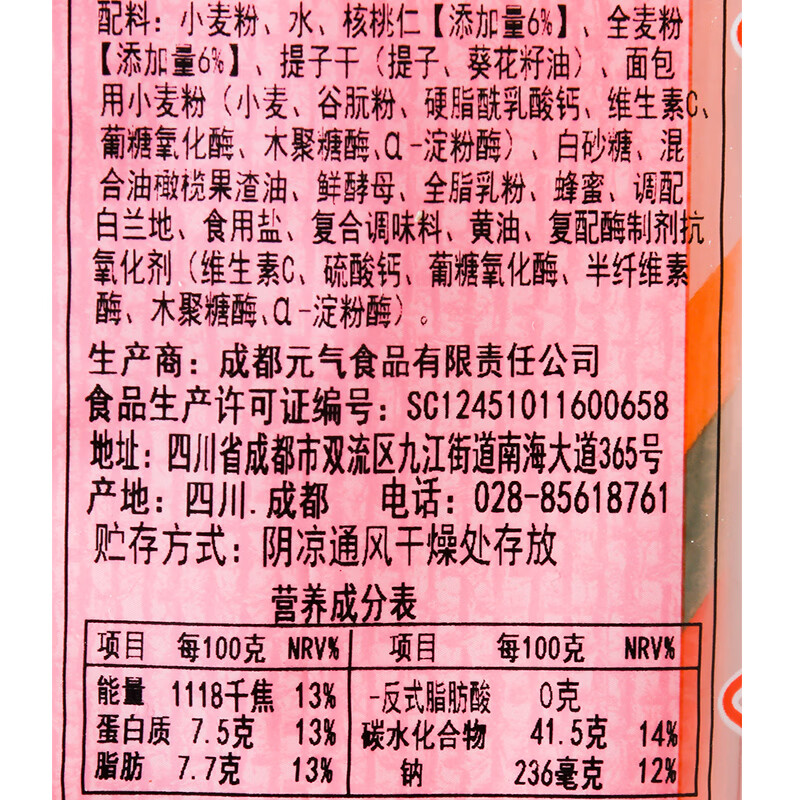 配料：小麦粉、水、核桃仁【添加量6%】、全麦粉
【添加量6%】、提子干（提子、葵花籽油）、面包
用小麦粉（小麦、谷朊粉、硬脂酰乳酸钙、维生素C、
葡糖氧化酶、木聚糖酶、α-淀粉酶）、白砂糖、混
合油橄榄果渣油、鲜酵母、全脂乳粉、蜂蜜、调配
白兰地、食用盐、复合调味料、黄油、复配酶制剂抗
氧化剂（维生素C、硫酸钙、葡糖氧化酶、半纤维素
酶、木聚糖酶、α-淀粉酶）。
生产商：成都元气食品有限责任公司
食品生产许可证编号：SC12451011600658
地址：四川省成都市双流区九江街道南海大道365号
产地：四川.成都 电话：028-85618761
贮存方式：阴凉通风干燥处存放
营养成分表
项目 每100克 NRV% 项目 每100克 NRV%
能量 1118千焦 13% -反式脂肪酸 0克
蛋白质 7.5克 13% 碳水化合物 41.5克 14%
脂肪 7.7克 13% 钠 236毫克 12%